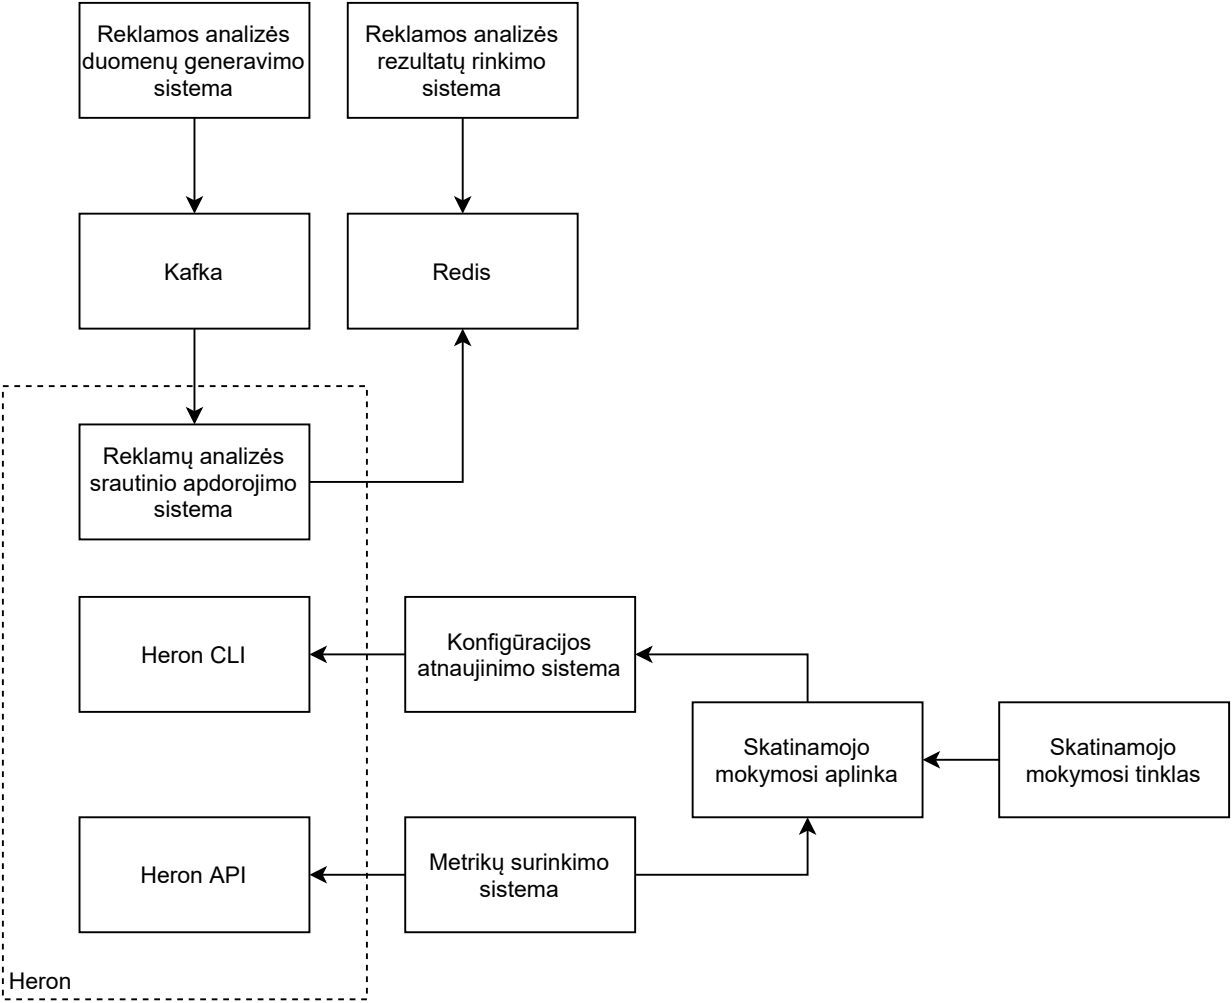 Reklamos analizės
duomenų generavimo
sistema
Reklamos analizės
rezultatų rinkimo
sistema
Kafka
Redis
Reklamų analizės
srautinio apdorojimo
sistema
Heron CLI
Konfigūracijos
atnaujinimo sistema
Skatinamojo
mokymosi aplinka
Skatinamojo
mokymosi tinklas
Heron API
Metrikų surinkimo
sistema
Heron